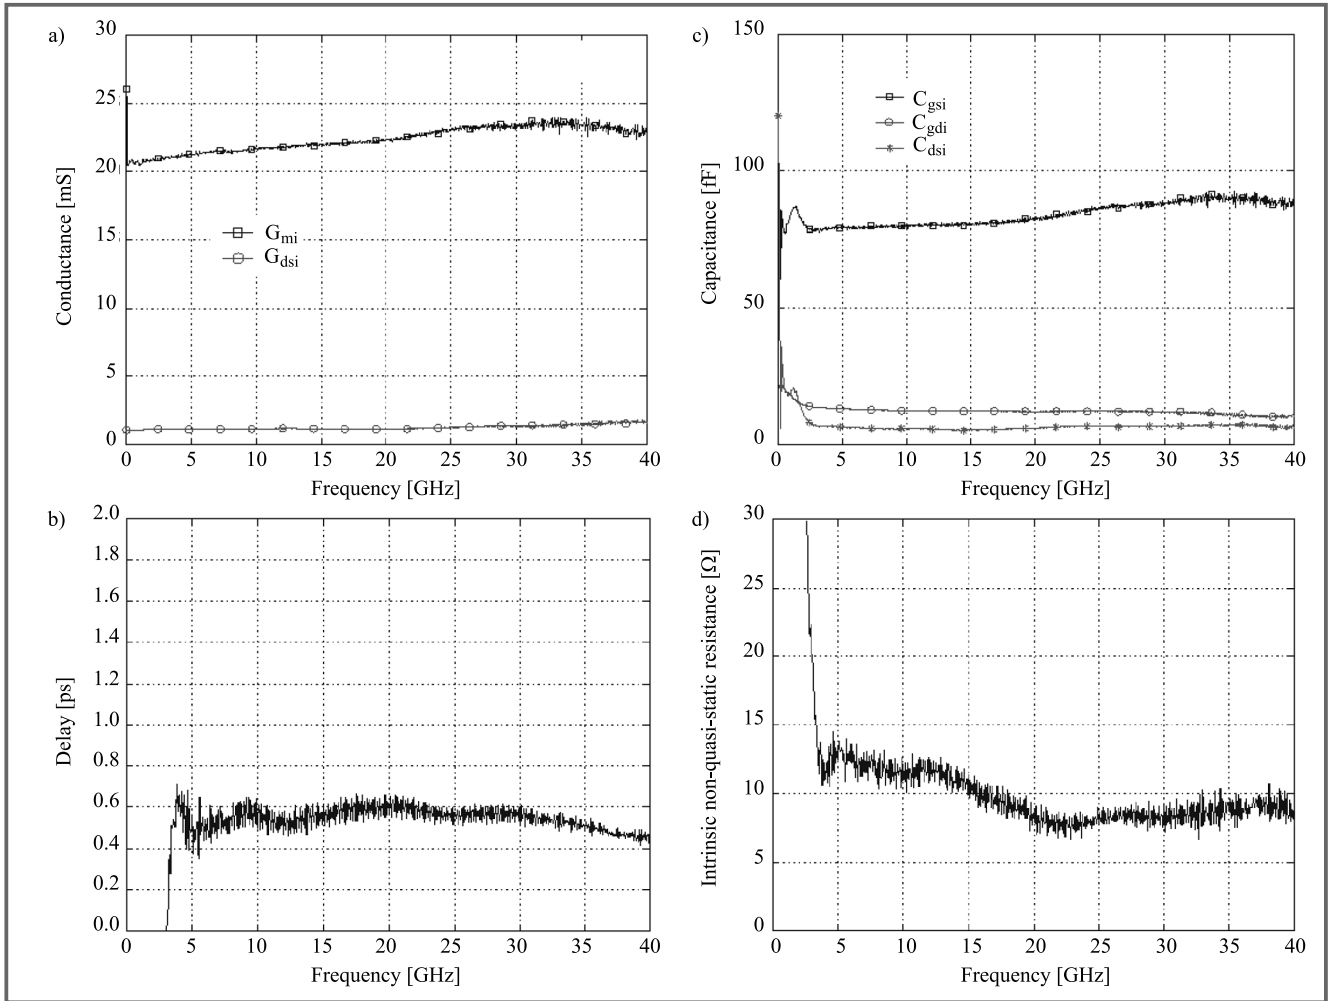 a)
30
25
20
15
10
5
0
Conductance [mS]
G_mi
G_dsi
0 5 10 15 20 25 30 35 40
Frequency [GHz]
c)
150
100
50
0
Capacitance [fF]
C_gsi
C_gdi
C_dsi
0 5 10 15 20 25 30 35 40
Frequency [GHz]
b)
2.0
1.8
1.6
1.4
1.2
1.0
0.8
0.6
0.4
0.2
0.0
Delay [ps]
0 5 10 15 20 25 30 35 40
Frequency [GHz]
d)
30
25
20
15
10
5
0
Intrinsic non-quasi-static resistance [Ω]
0 5 10 15 20 25 30 35 40
Frequency [GHz]